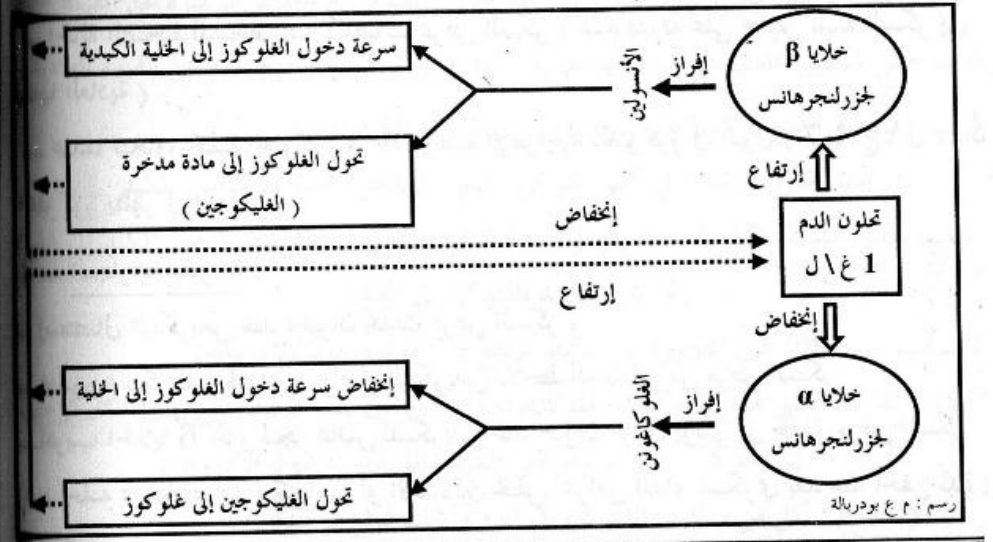 خلايا β
لجزرلنجرهانس
إفراز
الأنسولين
سرعة دخول الغلوكوز إلى الخلية الكبدية
تحول الغلوكوز إلى مادة مدخرة
( الغليكوجين )
إرتفاع
تحلون الدم
1 غ \ ل
إنخفاض
إرتفاع
إنخفاض
خلايا α
لجزرلنجرهانس
إفراز
الغلوكاغونن
إنخفاض سرعة دخول الغلوكوز إلى الخلية
تحول الغليكوجين إلى غلوكوز
رسم : م ع بودربالة